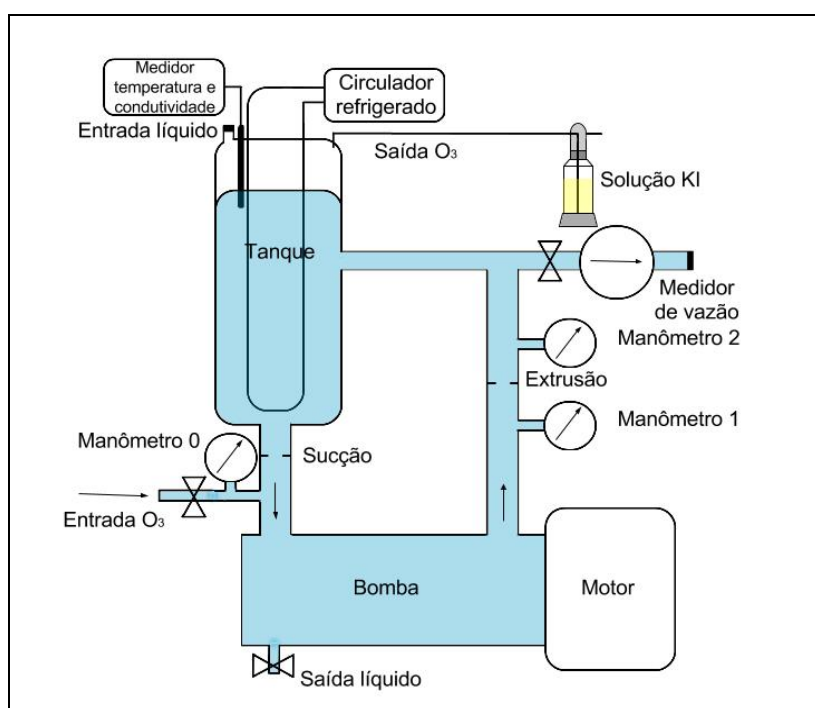 Medidor
temperatura e
condutividade
Circulador
refrigerado
Entrada líquido
Saída O₃
Solução KI
Tanque
Medidor
de vazão
Manômetro 2
Extrusão
Manômetro 1
Manômetro 0
Sucção
Entrada O₃
Bomba
Motor
Saída líquido